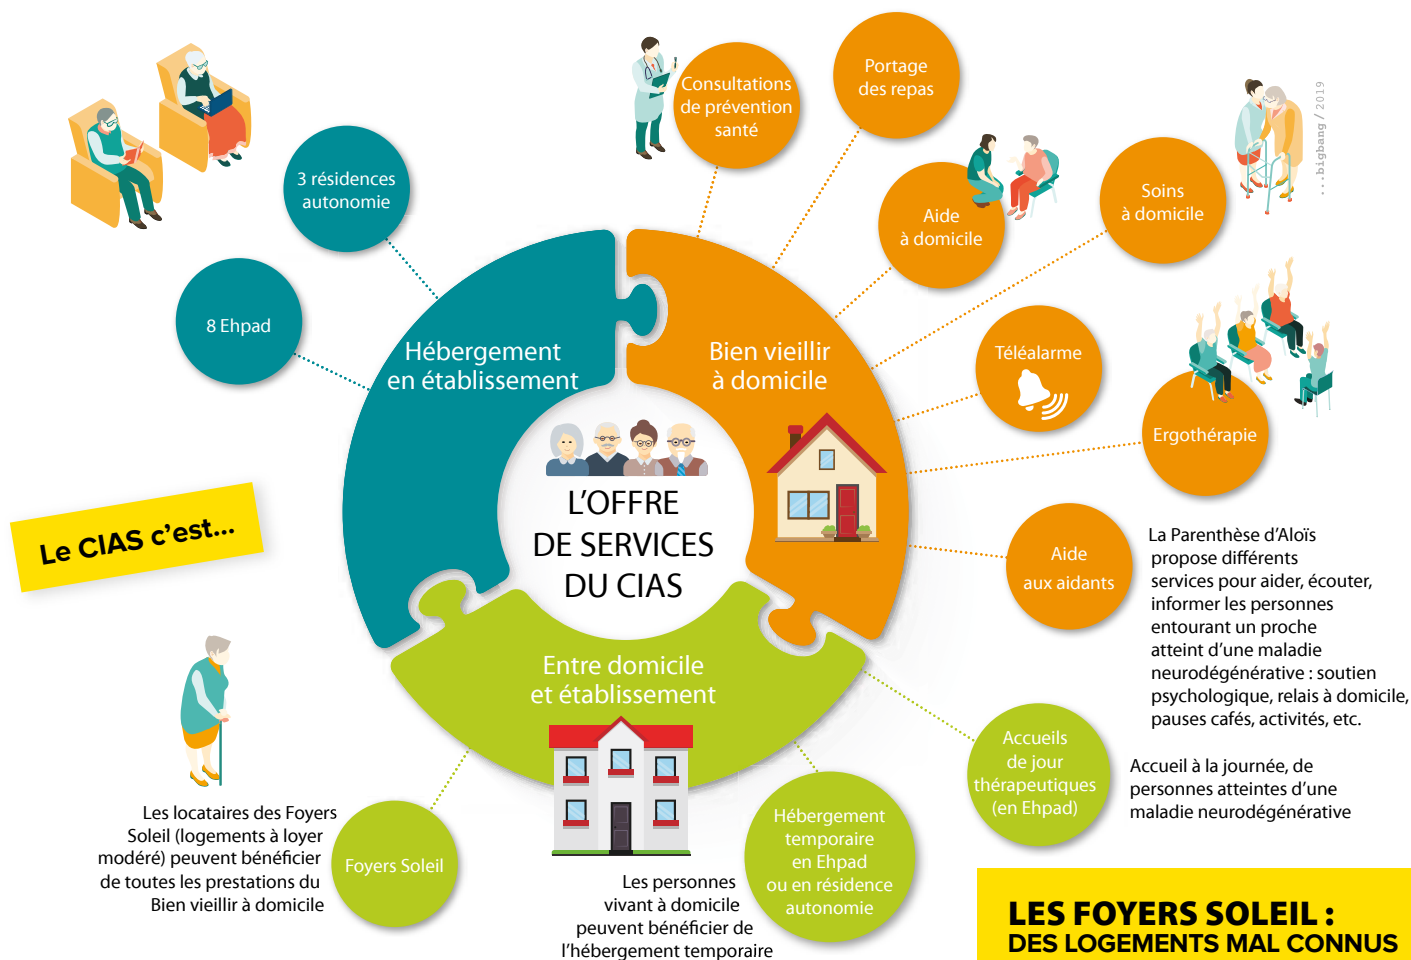 Le CIAS c’est...
L’OFFRE
DE SERVICES
DU CIAS
Hébergement
en établissement
3 résidences
autonomie
8 Ehpad
Bien vieillir
à domicile
Consultations
de prévention
santé
Portage
des repas
Aide
à domicile
Soins
à domicile
Téléalarme
Ergothérapie
Aide
aux aidants
La Parenthèse d’Aloïs
propose différents
services pour aider, écouter,
informer les personnes
entourant un proche
atteint d’une maladie
neurodégénérative : soutien
psychologique, relais à domicile,
pauses cafés, activités, etc.
Entre domicile
et établissement
Accueils
de jour
thérapeutiques
(en Ehpad)
Accueil à la journée, de
personnes atteintes d’une
maladie neurodégénérative
Hébergement
temporaire
en Ehpad
ou en résidence
autonomie
Les personnes
vivant à domicile
peuvent bénéficier de
l’hébergement temporaire
Foyers Soleil
Les locataires des Foyers
Soleil (logements à loyer
modéré) peuvent bénéficier
de toutes les prestations du
Bien vieillir à domicile
LES FOYERS SOLEIL :
DES LOGEMENTS MAL CONNUS
...bigbang / 2019